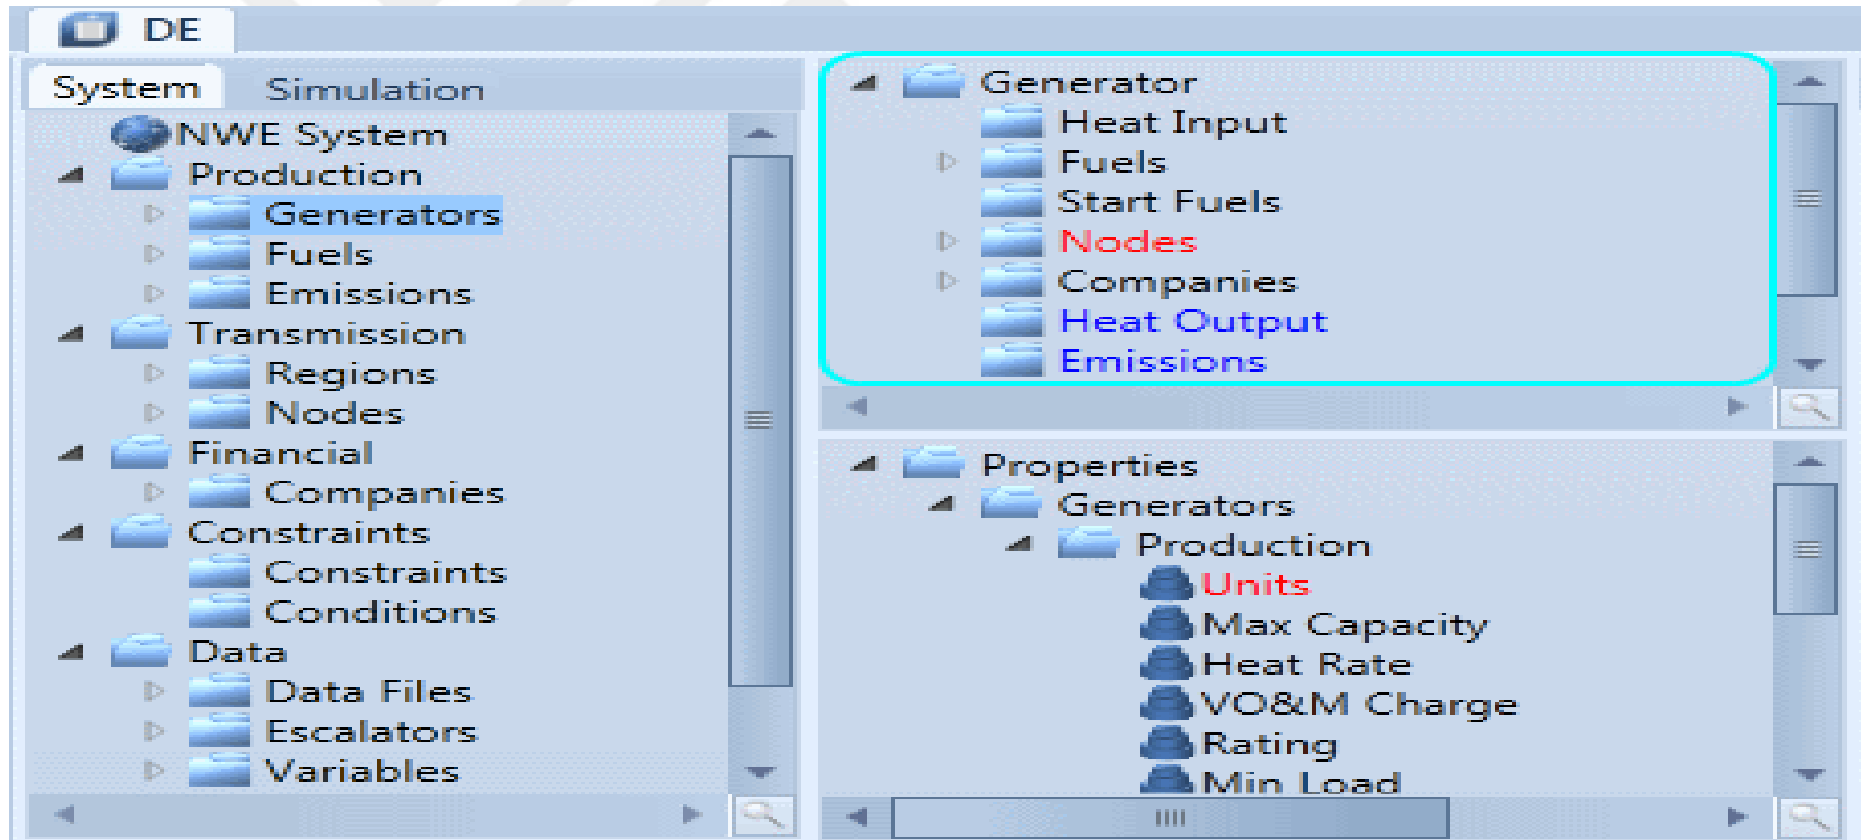 DE
System Simulation
NWE System
Production
Generators
Fuels
Emissions
Transmission
Regions
Nodes
Financial
Companies
Constraints
Constraints
Conditions
Data
Data Files
Escalators
Variables
Generator
Heat Input
Fuels
Start Fuels
Nodes
Companies
Heat Output
Emissions
Properties
Generators
Production
Units
Max Capacity
Heat Rate
VO&M Charge
Rating
Min Load